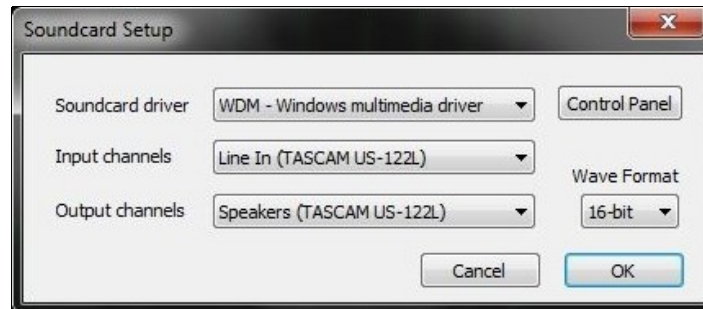 Soundcard Setup
Soundcard driver WDM - Windows multimedia driver Control Panel
Input channels Line In (TASCAM US-122L)
Wave Format
Output channels Speakers (TASCAM US-122L) 16-bit
Cancel OK